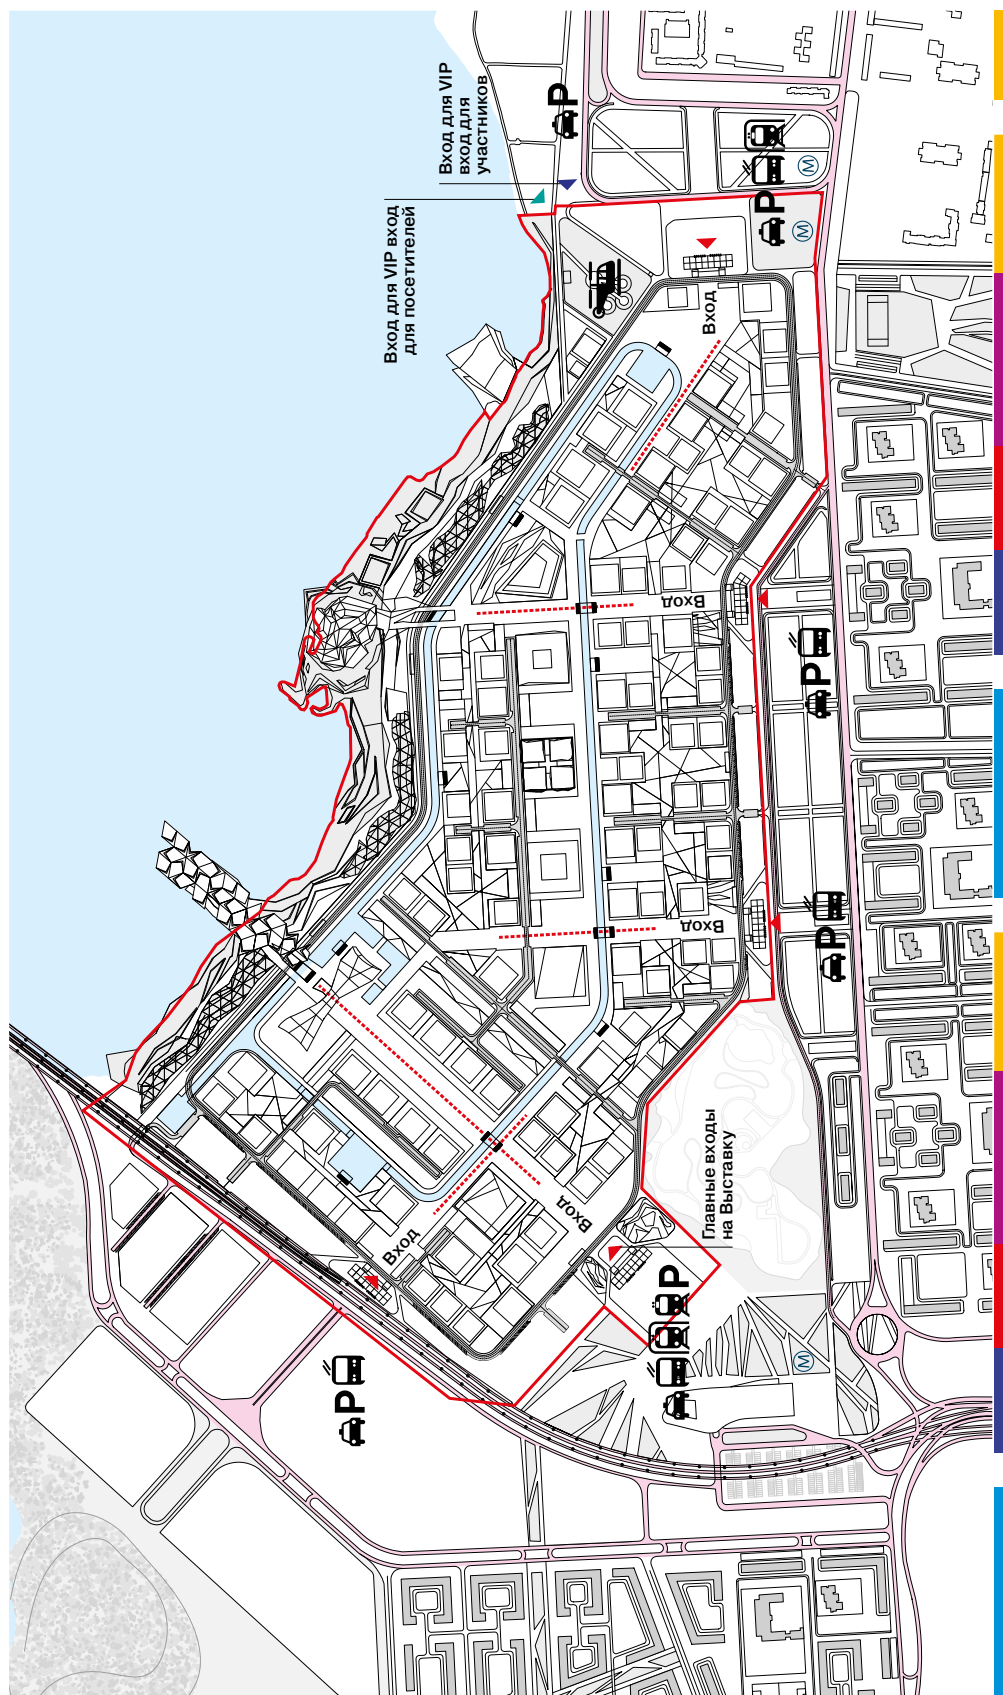 Вход для VIP
вход для
участников
Вход для VIP вход
для посетителей
P
P
M
M
Вход
Вход
P
Вход
P
Главные входы
на Выставку
Вход
Вход
P
P
M